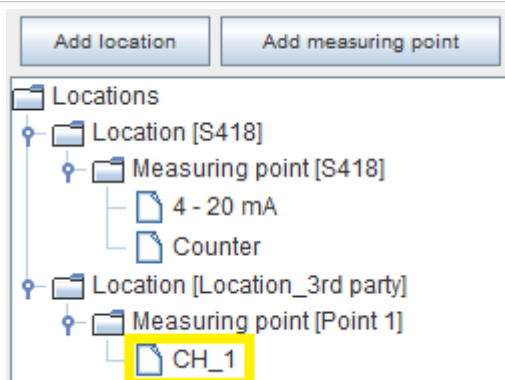 Add location Add measuring point
Locations
Location [S418]
Measuring point [S418]
4 - 20 mA
Counter
Location [Location_3rd party]
Measuring point [Point 1]
CH_1